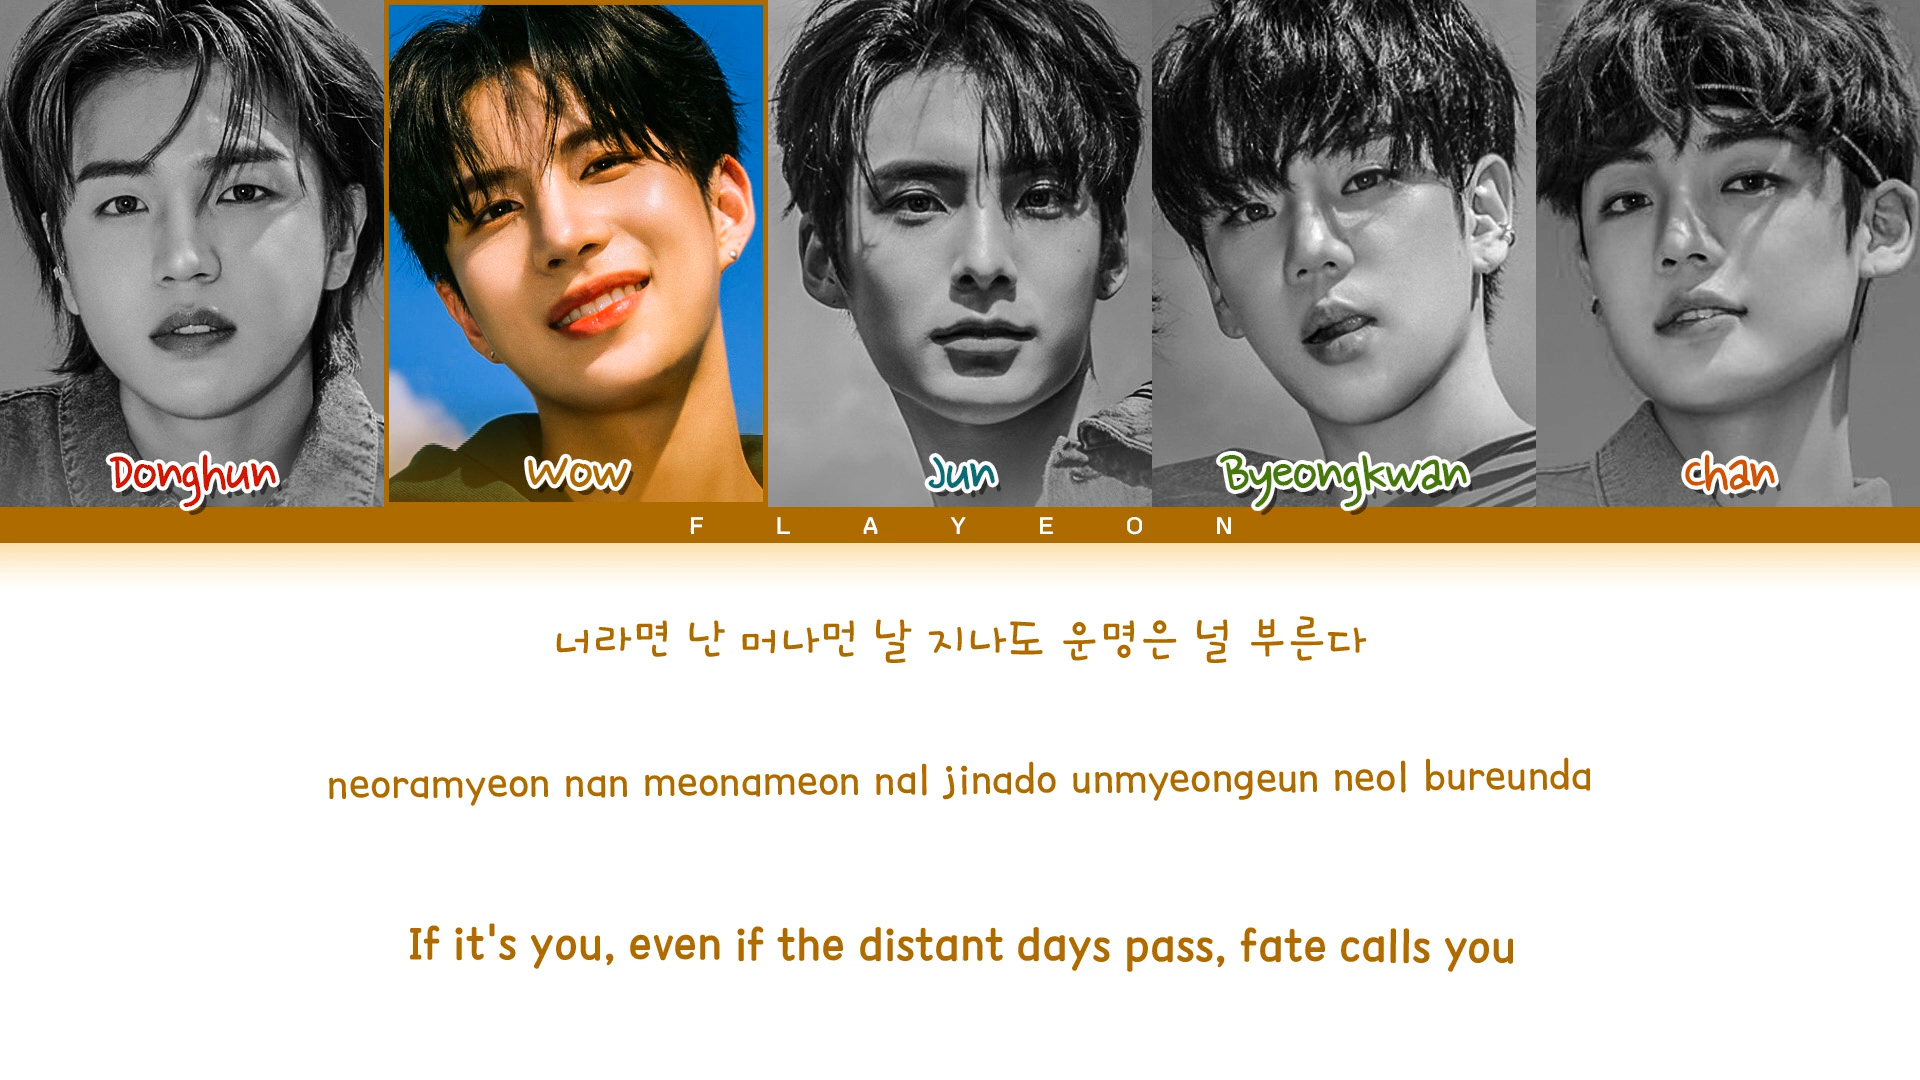 Donghun
Wow
Jun
Byeongkwan
Chan
FLAYEON
너라면 난 머나먼 날 지나도 운명은 널 부른다
neoramyeon nan meonameon nal jinado unmyeongeun neol bureunda
If it's you, even if the distant days pass, fate calls you